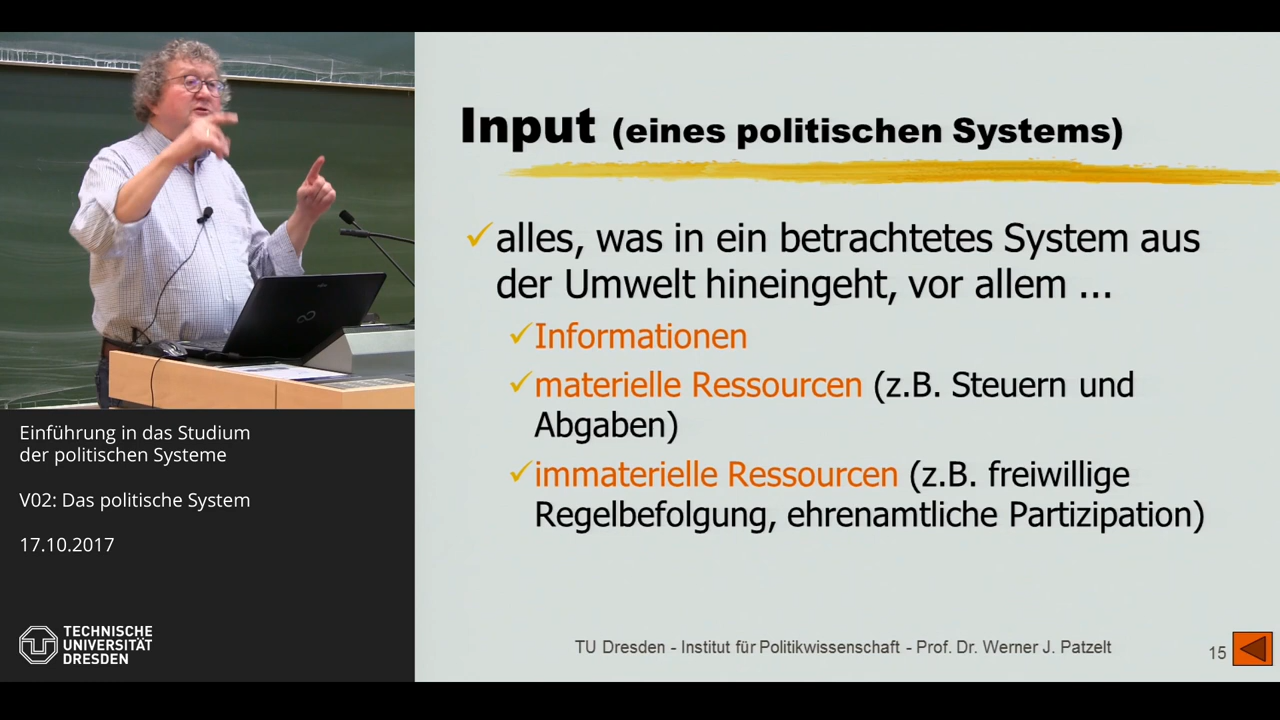 Input (eines politischen Systems)
alles, was in ein betrachtetes System aus
der Umwelt hineingeht, vor allem ...
Informationen
materielle Ressourcen (z.B. Steuern und
Abgaben)
immaterielle Ressourcen (z.B. freiwillige
Regelbefolgung, ehrenamtliche Partizipation)
TU Dresden - Institut für Politikwissenschaft - Prof. Dr. Werner J. Patzelt
15
Einführung in das Studium
der politischen Systeme
V02: Das politische System
17.10.2017
TECHNISCHE
UNIVERSITÄT
DRESDEN